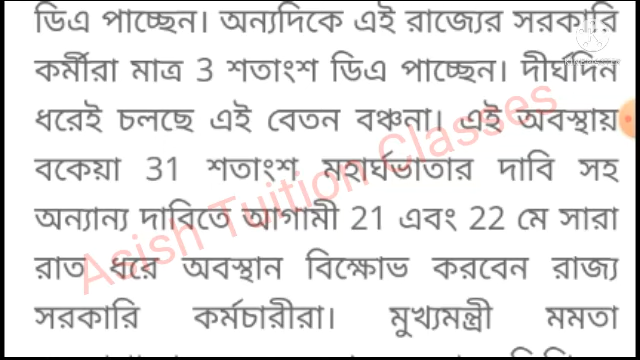 ডিএ পাচ্ছেন। অন্যদিকে এই রাজ্যের সরকারি
কর্মীরা মাত্র 3 শতাংশ ডিএ পাচ্ছেন। দীর্ঘদিন
ধরেই চলছে এই বেতন বঞ্চনা। এই অবস্থায়
বকেয়া 31 শতাংশ মহার্ঘভাতার দাবি সহ
অন্যান্য দাবিতে আগামী 21 এবং 22 মে সারা
রাত ধরে অবস্থান বিক্ষোভ করবেন রাজ্য
সরকারি কর্মচারীরা। মুখ্যমন্ত্রী মমতা
Asish Tuition Classes